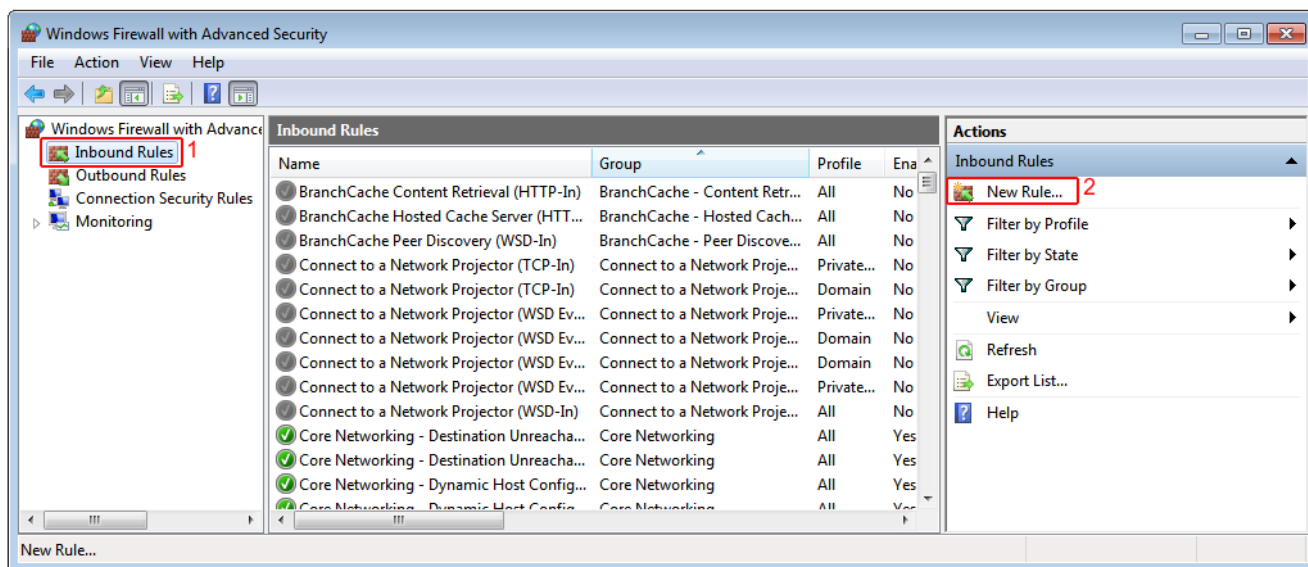 Windows Firewall with Advanced Security
File Action View Help
Windows Firewall with Advance
Inbound Rules 1
Outbound Rules
Connection Security Rules
Monitoring
Inbound Rules
Name Group Profile Ena
BranchCache Content Retrieval (HTTP-In) BranchCache - Content Retr... All No
BranchCache Hosted Cache Server (HTT... BranchCache - Hosted Cach... All No
BranchCache Peer Discovery (WSD-In) BranchCache - Peer Discove... All No
Connect to a Network Projector (TCP-In) Connect to a Network Proje... Private... No
Connect to a Network Projector (TCP-In) Connect to a Network Proje... Domain No
Connect to a Network Projector (WSD Ev... Connect to a Network Proje... Private... No
Connect to a Network Projector (WSD Ev... Connect to a Network Proje... Domain No
Connect to a Network Projector (WSD Ev... Connect to a Network Proje... Domain No
Connect to a Network Projector (WSD Ev... Connect to a Network Proje... Private... No
Connect to a Network Projector (WSD-In) Connect to a Network Proje... All No
Core Networking - Destination Unreacha... Core Networking All Yes
Core Networking - Destination Unreacha... Core Networking All Yes
Core Networking - Dynamic Host Config... Core Networking All Yes
Core Networking - Dynamic Host Config... Core Networking All Yes
Actions
Inbound Rules
New Rule... 2
Filter by Profile
Filter by State
Filter by Group
View
Refresh
Export List...
Help
New Rule...